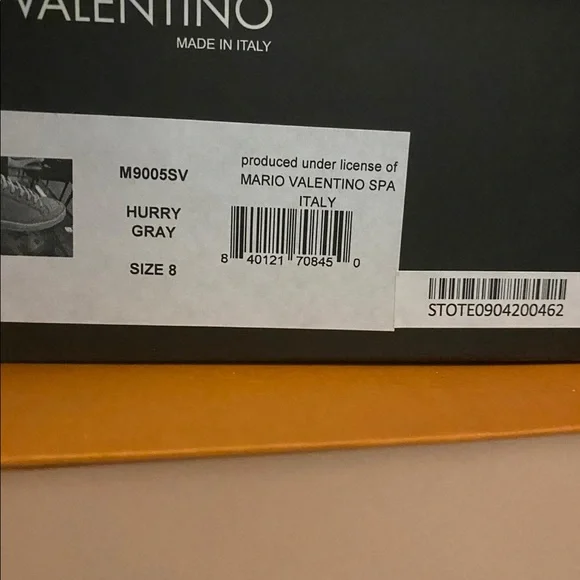 VALENTINO
MADE IN ITALY
M9005SV
HURRY
GRAY
SIZE 8
produced under license of
MARIO VALENTINO SPA
ITALY
8 40121 70845 0
STOTE0904200462